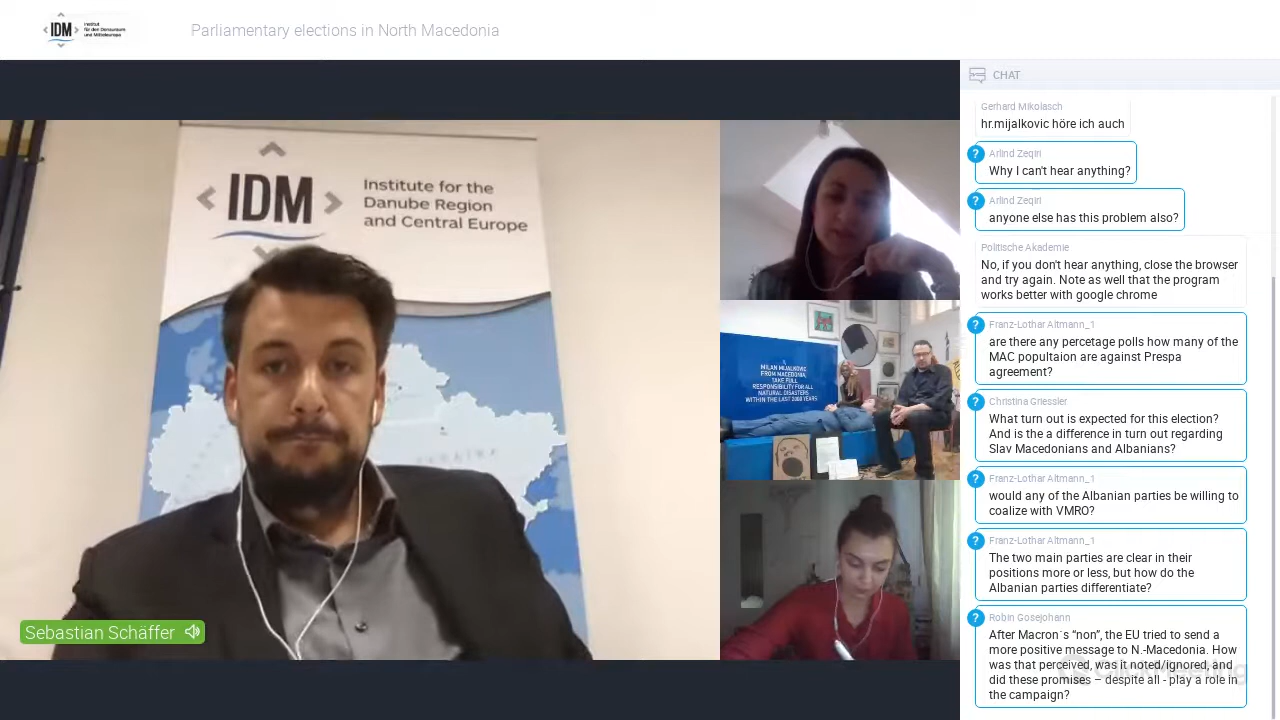 IDM
Institut
für den Donauraum
und Mitteleuropa
Parliamentary elections in North Macedonia
CHAT
Gerhard Mikolasch
hr.mijalkovic höre ich auch
?
Arlind Zeqiri
Why I can't hear anything?
?
Arlind Zeqiri
anyone else has this problem also?
Politische Akademie
No, if you don't hear anything, close the browser
and try again. Note as well that the program
works better with google chrome
?
Franz-Lothar Altmann_1
are there any percetage polls how many of the
MAC popultaion are against Prespa
agreement?
?
Christina Griessler
What turn out is expected for this election?
And is the a difference in turn out regarding
Slav Macedonians and Albanians?
?
Franz-Lothar Altmann_1
would any of the Albanian parties be willing to
coalize with VMRO?
?
Franz-Lothar Altmann_1
The two main parties are clear in their
positions more or less, but how do the
Albanian parties differentiate?
?
Robin Gosejohann
After Macron´s “non”, the EU tried to send a
more positive message to N.-Macedonia. How
was that perceived, was it noted/ignored, and
did these promises – despite all - play a role in
the campaign?
IDM
Institute for the
Danube Region
and Central Europe
MILAN MIJALKOVIC
FROM MACEDONIA,
TAKE FULL
RESPONSIBILITY FOR ALL
NATURAL DISASTERS
WITHIN THE LAST 2000 YEARS
Sebastian Schäffer